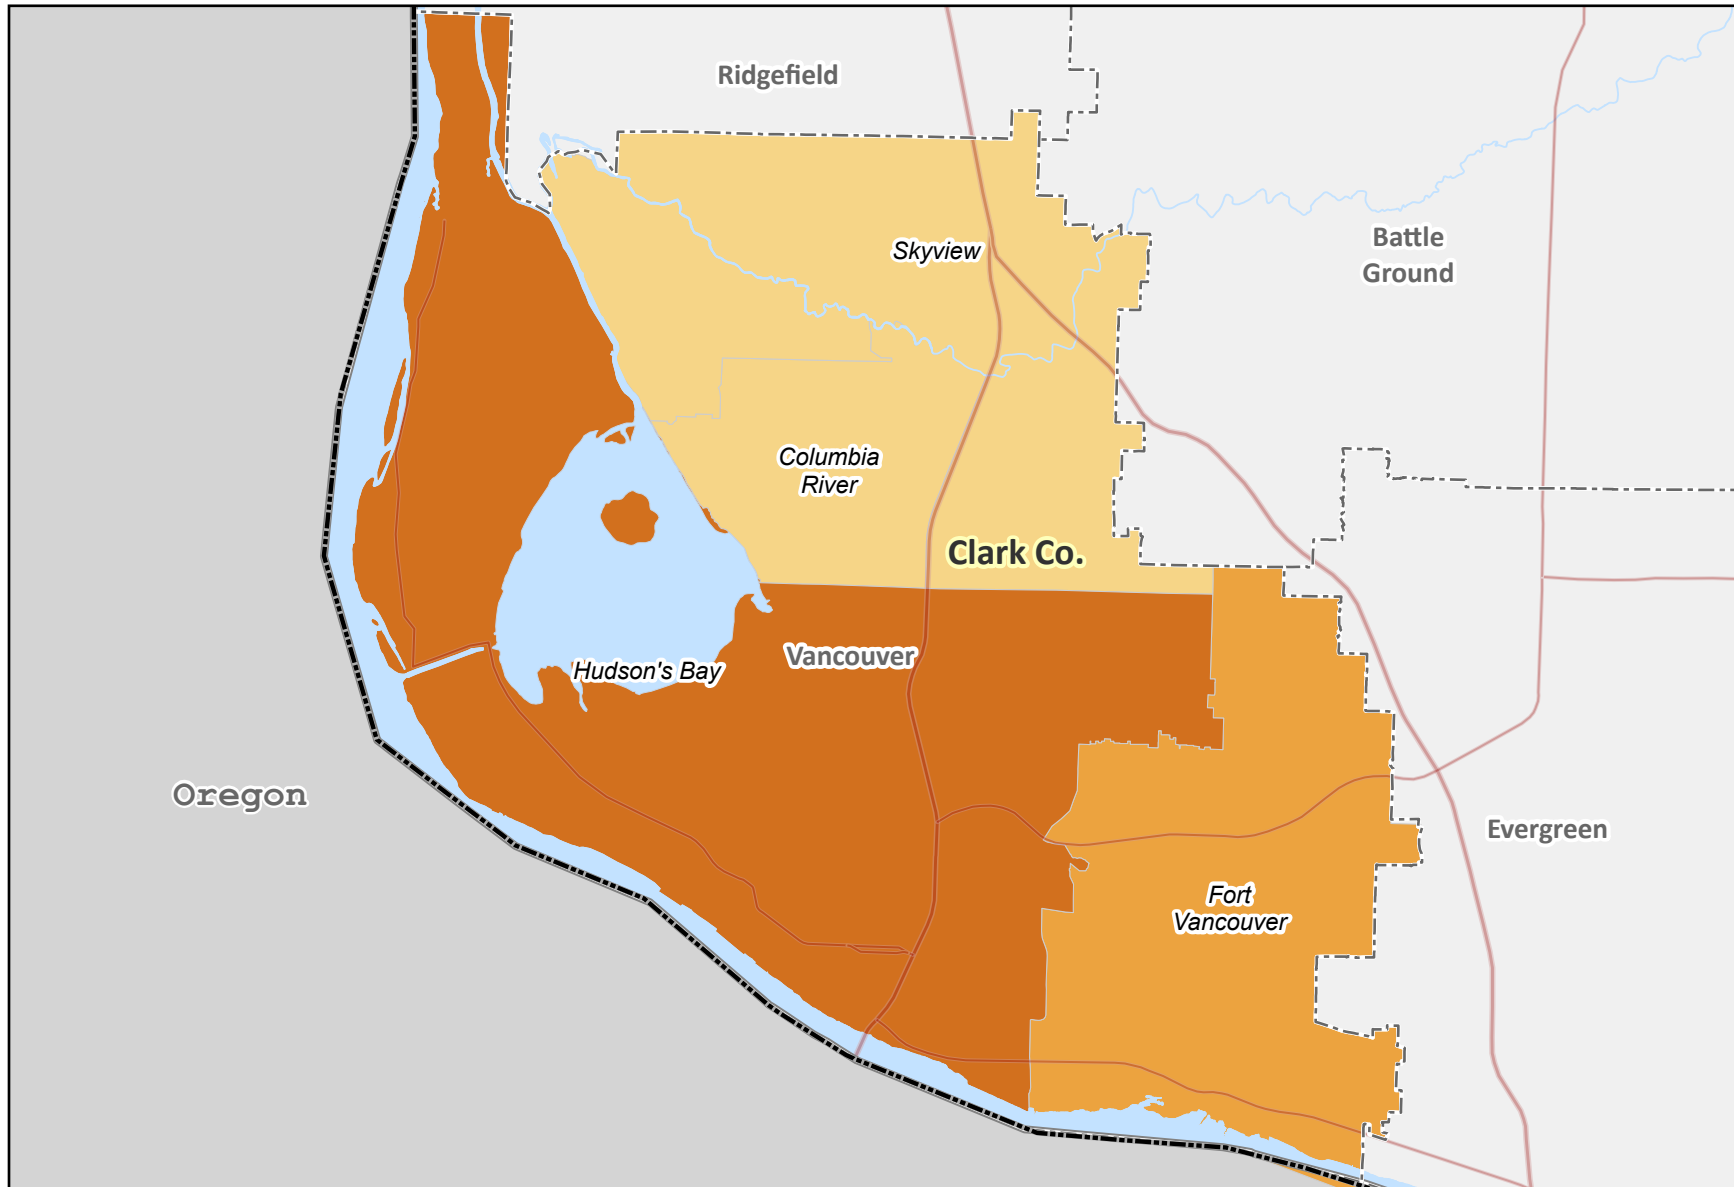 Ridgefield
Skyview
Battle
Ground
Columbia
River
Clark Co.
Vancouver
Hudson's Bay
Oregon
Evergreen
Fort
Vancouver